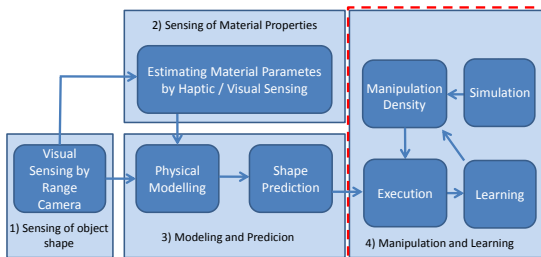 2) Sensing of Material Properties
Estimating Material Parametes
by Haptic / Visual Sensing
Manipulation
Density
Simulation
Visual
Sensing by
Range
Camera
Physical
Modelling
Shape
Prediction
Execution
Learning
1) Sensing of object
shape
3) Modeling and Predicion
4) Manipulation and Learning